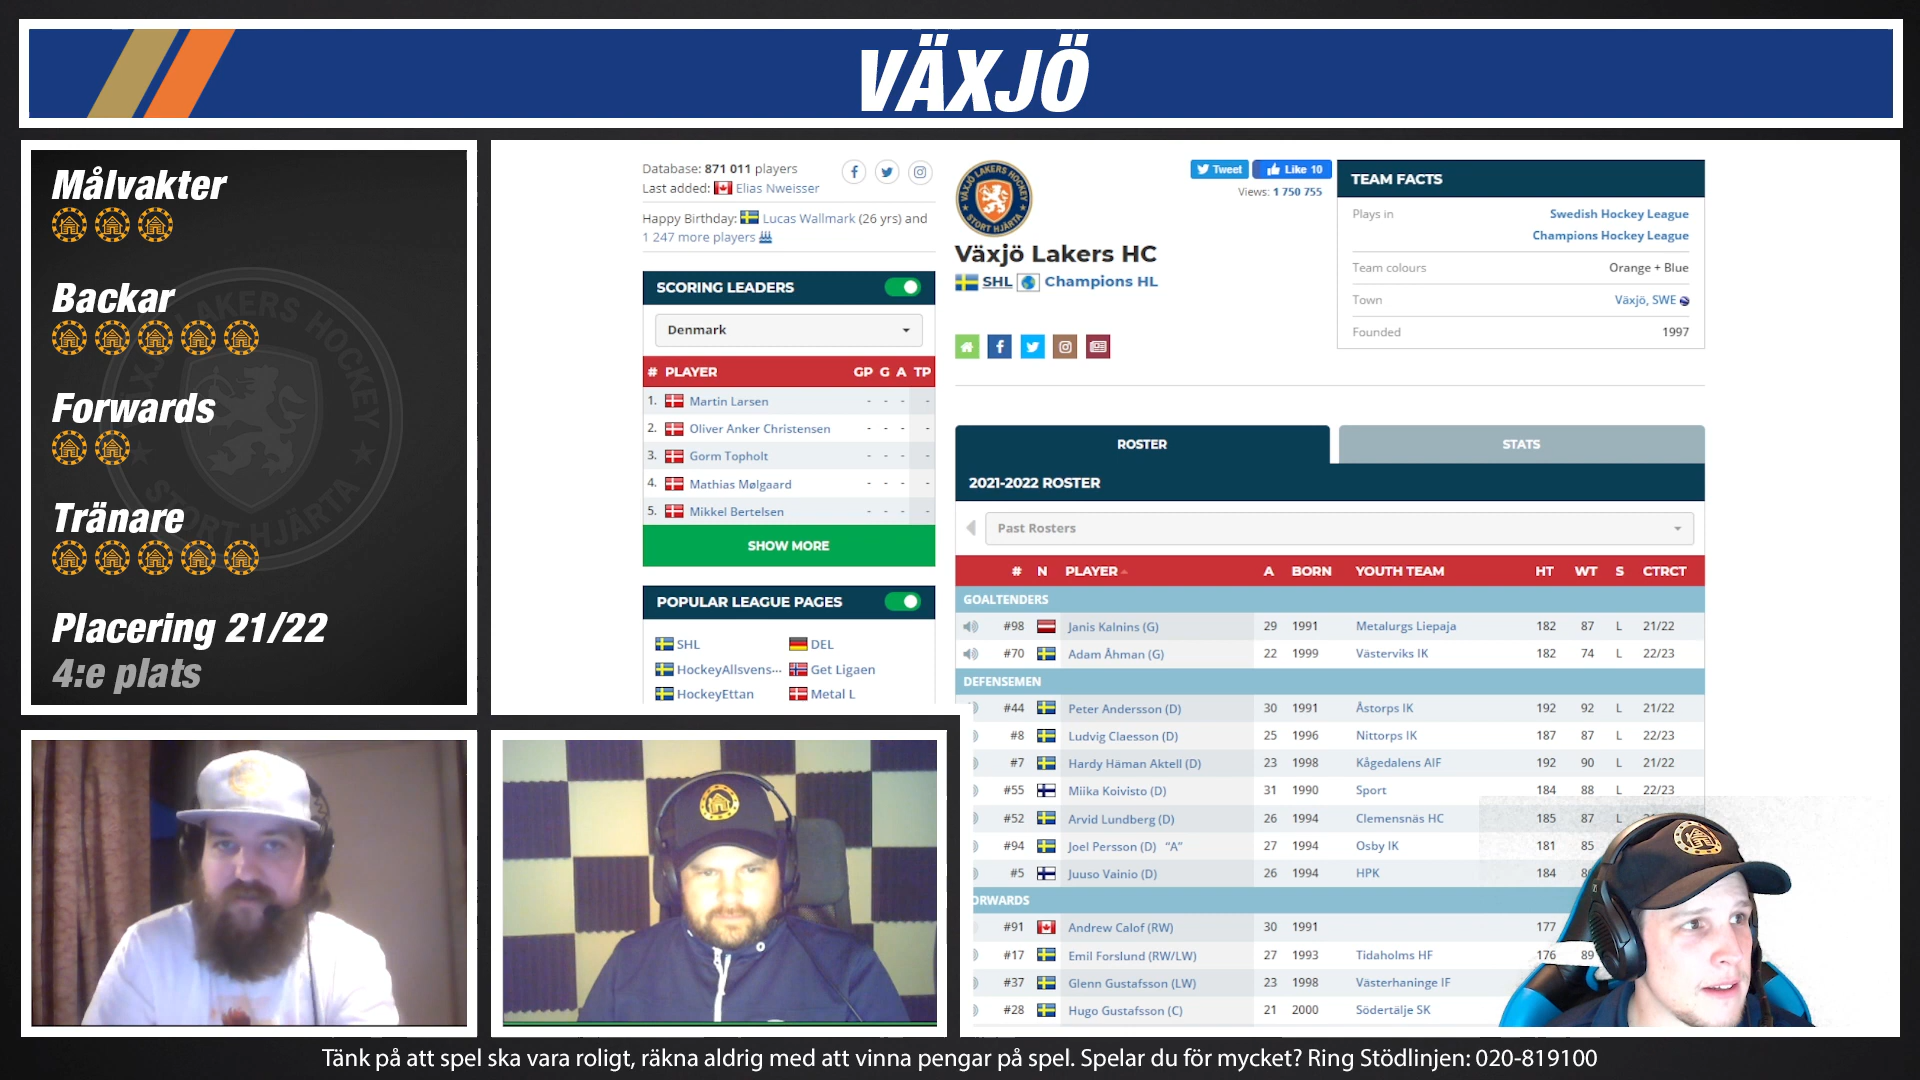 VÄXJÖ
Målvakter
Backar
Forwards
Tränare
Placering 21/22
4:e plats
VÄXJÖ LAKERS HOCKEY
STORT HJÄRTA
Database: 871 011 players
Last added: Elias Nweisser
Happy Birthday: Lucas Wallmark (26 yrs) and
1 247 more players
SCORING LEADERS
Denmark
# PLAYER GP G A TP
1. Martin Larsen - - - -
2. Oliver Anker Christensen - - - -
3. Gorm Topholt - - - -
4. Mathias Mølgaard - - - -
5. Mikkel Bertelsen - - - -
SHOW MORE
POPULAR LEAGUE PAGES
SHL DEL
HockeyAllsvens... Get Ligaen
HockeyEttan Metal L
VÄXJÖ LAKERS HOCKEY
STORT HJÄRTA
Växjö Lakers HC
SHL Champions HL
Tweet Like 10
Views: 1 750 755
TEAM FACTS
Plays in Swedish Hockey League
Champions Hockey League
Team colours Orange + Blue
Town Växjö, SWE
Founded 1997
ROSTER STATS
2021-2022 ROSTER
Past Rosters
# N PLAYER A BORN YOUTH TEAM HT WT S CTRCT
GOALTENDERS
#98 Janis Kalnins (G) 29 1991 Metalurgs Liepaja 182 87 L 21/22
#70 Adam Åhman (G) 22 1999 Västerviks IK 182 74 L 22/23
DEFENSEMEN
#44 Peter Andersson (D) 30 1991 Åstorps IK 192 92 L 21/22
#8 Ludvig Claesson (D) 25 1996 Nittorps IK 187 87 L 22/23
#7 Hardy Häman Aktell (D) 23 1998 Kågedalens AIF 192 90 L 21/22
#55 Miika Koivisto (D) 31 1990 Sport 184 88 L 22/23
#52 Arvid Lundberg (D) 26 1994 Clemensnäs HC 185 87 L
#94 Joel Persson (D) "A" 27 1994 Osby IK 181 85
#5 Juuso Vainio (D) 26 1994 HPK 184
ORWARDS
#91 Andrew Calof (RW) 30 1991 177
#17 Emil Forslund (RW/LW) 27 1993 Tidaholms HF 176 89
#37 Glenn Gustafsson (LW) 23 1998 Västerhaninge IF
#28 Hugo Gustafsson (C) 21 2000 Södertälje SK
Tänk på att spel ska vara roligt, räkna aldrig med att vinna pengar på spel. Spelar du för mycket? Ring Stödlinjen: 020-819100